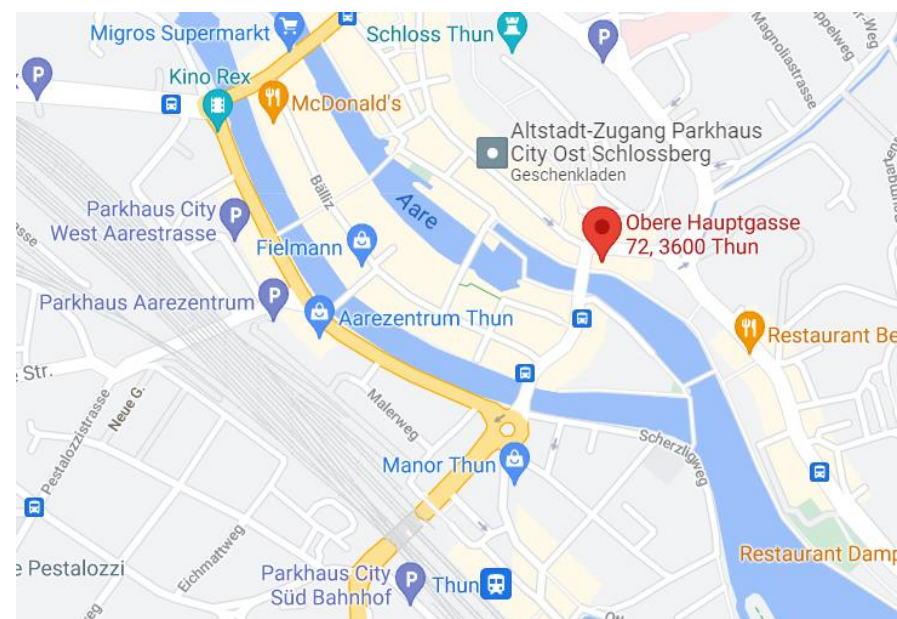 Migros Supermarkt
Schloss Thun
P
P
Kino Rex
McDonald's
Magnoliastrasse
Altstadt-Zugang Parkhaus
City Ost Schlossberg
Geschenkladen
Bälliz
Aare
Parkhaus City
West Aarestrasse
P
Obere Hauptgasse
72, 3600 Thun
Fielmann
Parkhaus Aarezentrum
P
Aarezentrum Thun
Restaurant Be
Str.
Neue G.
Malerweg
Pestalozzistrasse
Scherzligweg
Manor Thun
Eichmattweg
Restaurant Damp
e Pestalozzi
Parkhaus City
Süd Bahnhof
P
Thun